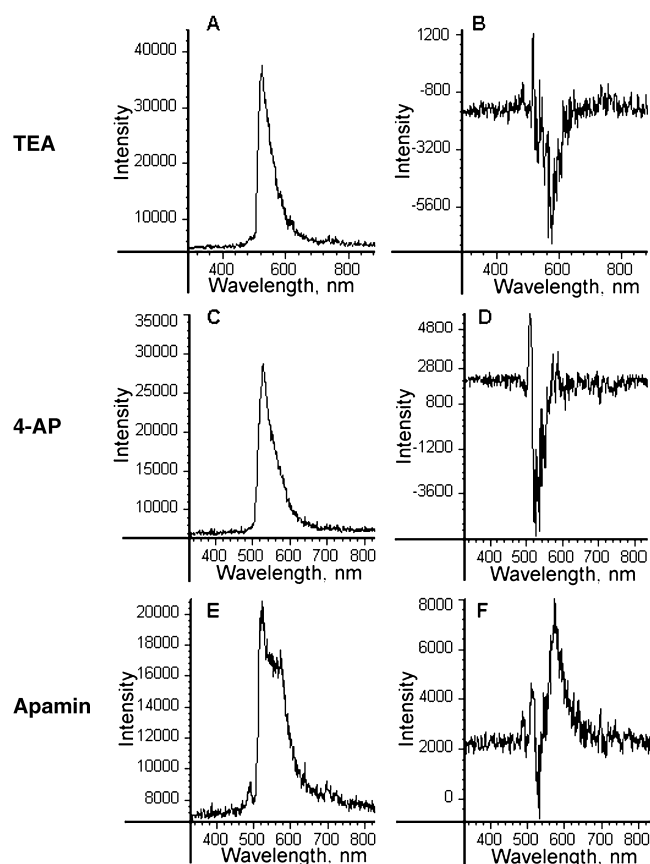 TEA
A
Intensity
40000
30000
20000
10000
400 600 800
Wavelength, nm
B
Intensity
1200
-800
-3200
-5600
400 600 800
Wavelength, nm
4-AP
C
Intensity
35000
30000
25000
20000
15000
10000
400 500 600 700 800
Wavelength, nm
D
Intensity
4800
2800
800
-1200
-3600
400 500 600 700 800
Wavelength, nm
Apamin
E
Intensity
20000
18000
16000
14000
12000
10000
8000
400 500 600 700 800
Wavelength, nm
F
Intensity
8000
6000
4000
2000
0
400 500 600 700 800
Wavelength, nm